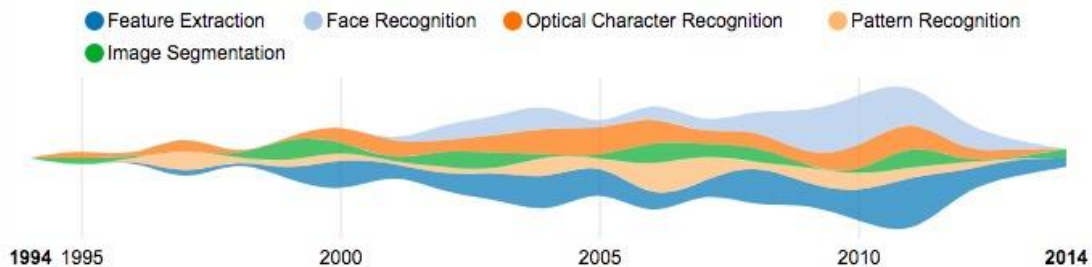 Feature Extraction Face Recognition Optical Character Recognition Pattern Recognition
Image Segmentation
1994 1995 2000 2005 2010 2014